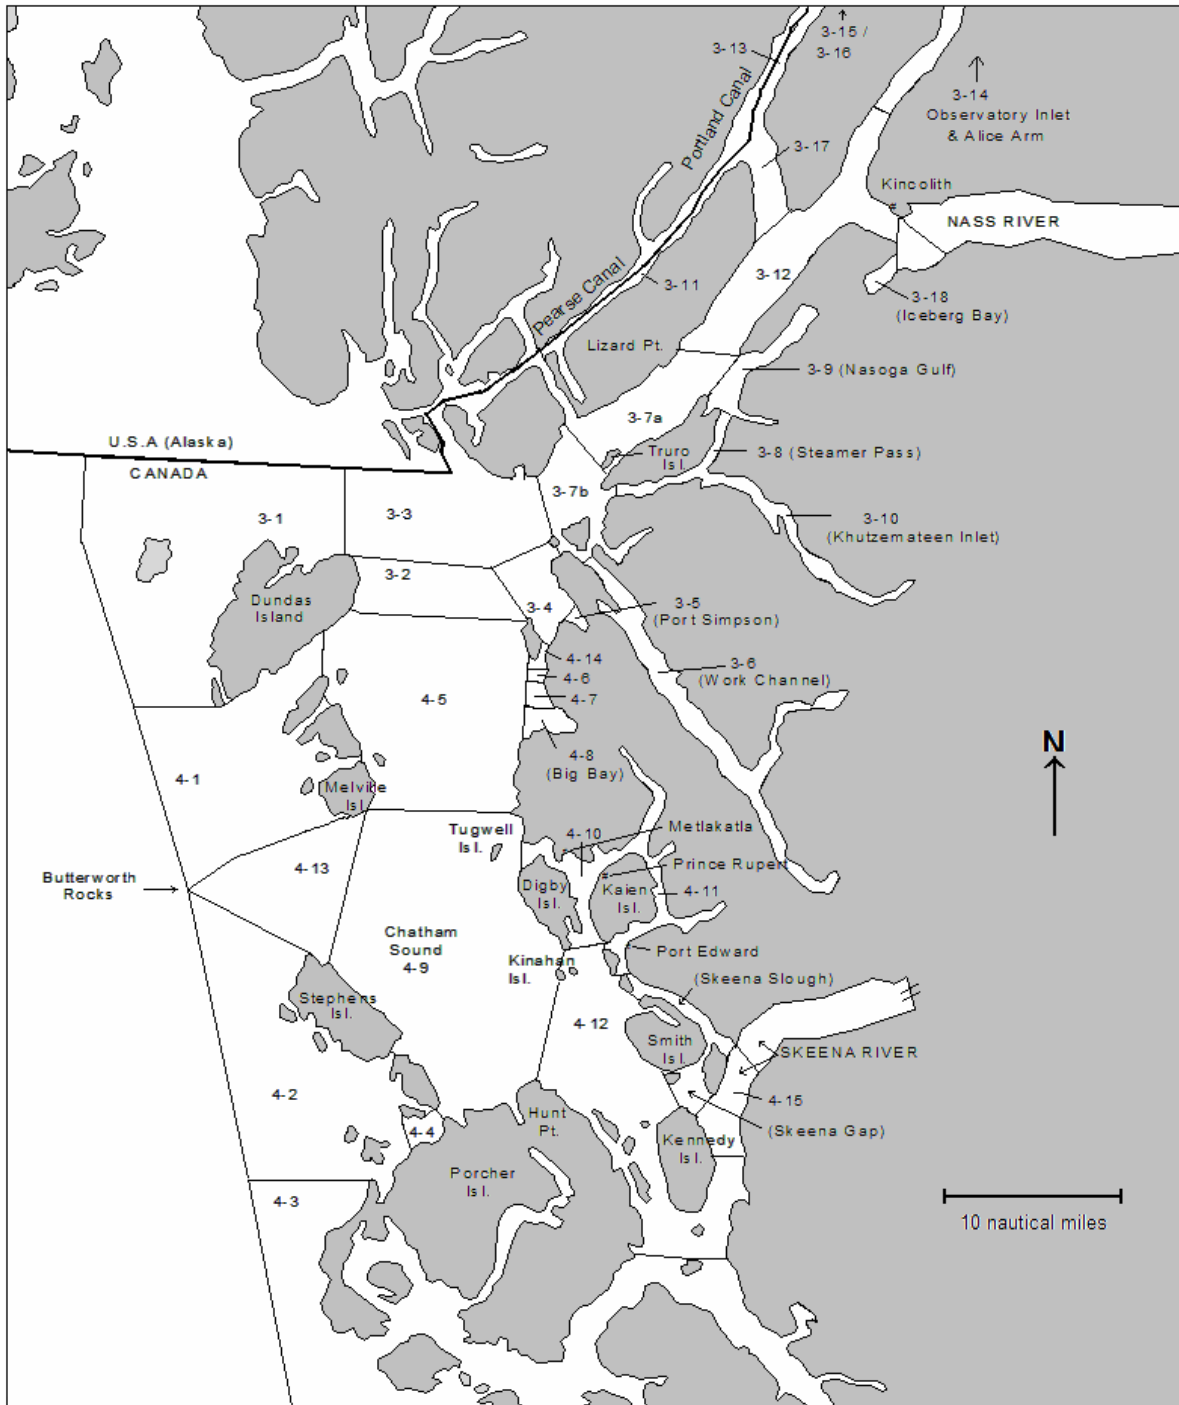 3-15 /
3-16
3-13
3-14
Observatory Inlet
& Alice Arm
Portland Canal
3-17
Kincolith
NASS RIVER
3-12
3-11
3-18
(Iceberg Bay)
Pearse Canal
Lizard Pt.
3-9 (Nasoga Gulf)
3-7a
U.S.A (Alaska)
CANADA
Truro
Isl.
3-8 (Steamer Pass)
3-7b
3-1
3-3
3-10
(Khutzemateen Inlet)
3-2
Dundas
Island
3-4
3-5
(Port Simpson)
4-14
4-6
3-6
(Work Channel)
4-5
4-7
4-8
(Big Bay)
4-1
Melville
Isl.
N
Tugwell
Isl.
4-10
Metlakatla
4-13
Prince Rupert
Butterworth
Rocks
Digby
Isl.
Kaien
Isl.
4-11
Chatham
Sound
4-9
Kinahan
Isl.
Port Edward
(Skeena Slough)
Stephens
Isl.
4-12
Smith
Isl.
SKEENA RIVER
4-2
4-15
Hunt
Pt.
(Skeena Gap)
4-4
Kennedy
Isl.
Porcher
Isl.
4-3
10 nautical miles